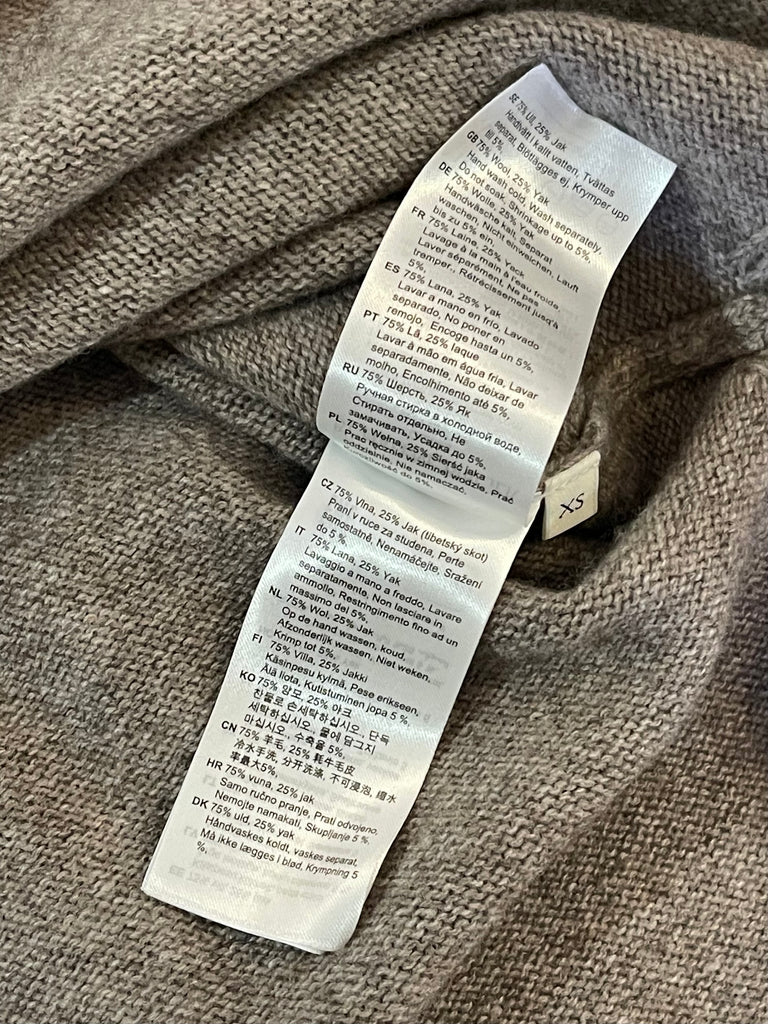 SE 75% Ull, 25% Jak
Handtvätt i kallt vatten, Tvättas
separat, Blötlägges ej, Krymper upp
till 5%,
GB 75% Wool, 25% Yak
Hand wash cold, Wash separately,
Do not soak, Shrinkage up to 5%,
DE 75% Wolle, 25% Yak
Handwäsche kalt, Separat
waschen, Nicht einweichen, Läuft
bis zu 5% ein,
FR 75% Laine, 25% Yack
Lavage à la main à l'eau froide,
Laver séparément, Ne pas
tremper,, Rétrécissement jusqu'à
5%,
ES 75% Lana, 25% Yak
Lavar a mano en frío, Lavado
separado, No poner en
remojo, Encoge hasta un 5%,
PT 75% Lã, 25% Iaque
Lavar à mão em água fria, Lavar
separadamente, Não deixar de
molho, Encolhimento até 5%,
RU 75% Шерсть, 25% Як
Ручная стирка в холодной воде,
Стирать отдельно, Не
замачивать, Усадка до 5%,
PL 75% Wełna, 25% Sierść jaka
Prać ręcznie w zimnej wodzie, Prać
oddzielnie, Nie namaczać,
do 5%,
CZ 75% Vlna, 25% Jak (tibetský skot)
Praní v ruce za studena, Perte
samostatně, Nenamáčejte, Sražení
do 5 %,
IT 75% Lana, 25% Yak
Lavaggio a mano a freddo, Lavare
separatamente, Non lasciare in
ammollo, Restringimento fino ad un
massimo del 5%,
NL 75% Wol, 25% Jak
Op de hand wassen, koud,
Afzonderlijk wassen, Niet weken,
Krimp tot 5%,
FI 75% Villa, 25% Jakki
Käsinpesu kylmä, Pese erikseen,
Älä liota, Kutistuminen jopa 5 %,
KO 75% 양모, 25% 야크
찬물로 손세탁하십시오, 단독
세탁하십시오, 물에 담그지
마십시오, 수축율 5%,
CN 75% 羊毛, 25% 牦牛毛皮
冷水手洗, 分开洗涤, 不可浸泡, 缩水
率最大5%,
HR 75% vuna, 25% jak
Samo ručno pranje, Prati odvojeno,
Nemojte namakati, Skupljanje 5 %,
DK 75% uld, 25% yak
Håndvaskes koldt, vaskes separat,
Må ikke lægges i blød, Krympning 5
%,
XS